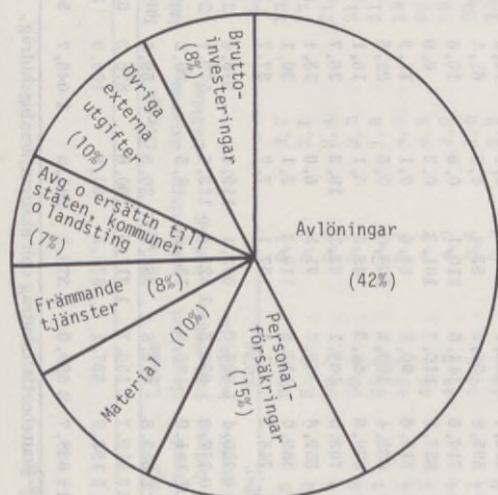 Brutto-
investeringar
(8%)
Övriga
externa
utgifter
(10%)
Avg o ersättn till
staten, kommuner
o landsting
(7%)
Främmande
tjänster
(8%)
Material
(10%)
Personal-
försäkringar
(15%)
Avlöningar
(42%)